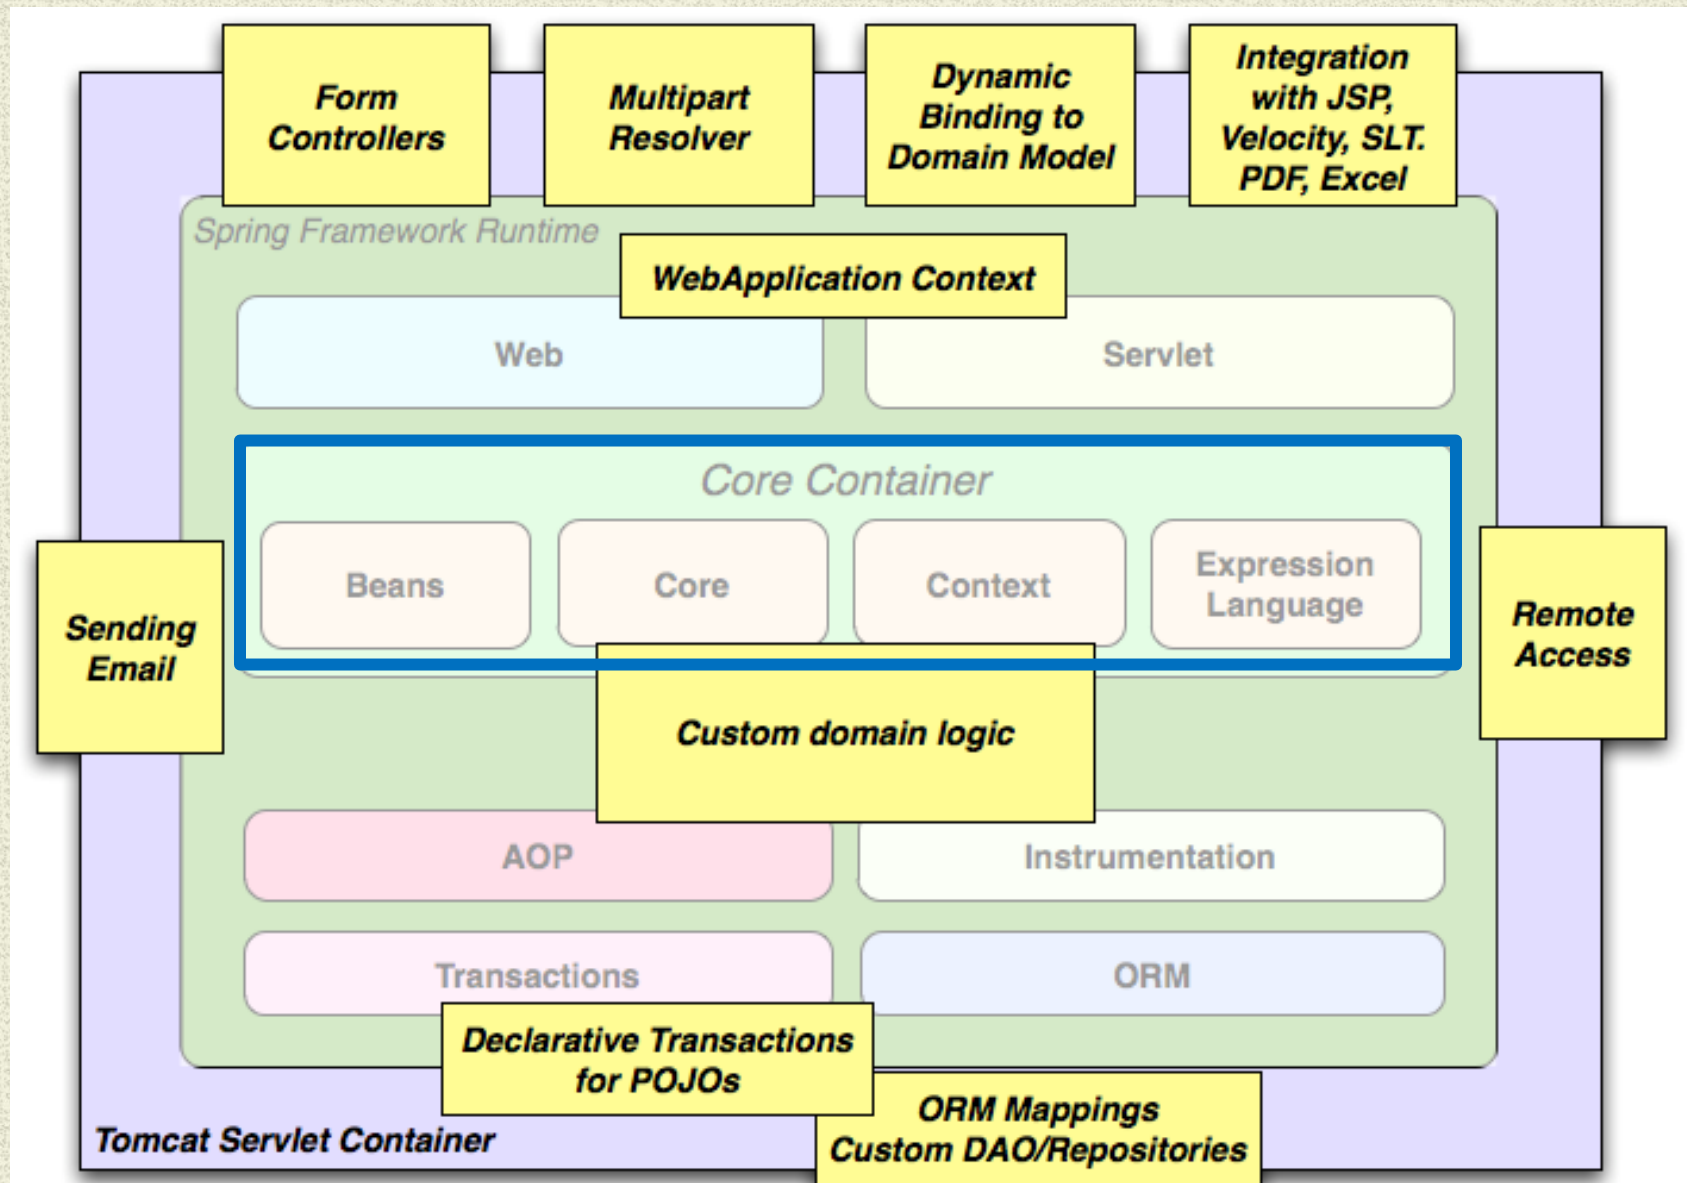 Form
Controllers
Multipart
Resolver
Dynamic
Binding to
Domain Model
Integration
with JSP,
Velocity, SLT.
PDF, Excel
Spring Framework Runtime
WebApplication Context
Web
Servlet
Core Container
Beans
Core
Context
Expression
Language
Sending
Email
Remote
Access
Custom domain logic
AOP
Instrumentation
Transactions
ORM
Declarative Transactions
for POJOs
ORM Mappings
Custom DAO/Repositories
Tomcat Servlet Container